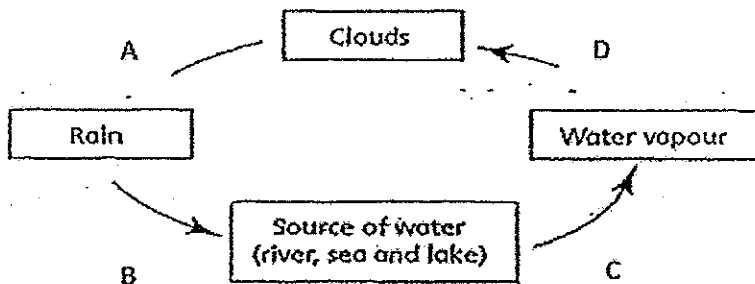 A
Clouds
D
Rain
Water vapour
Source of water
(river, sea and lake)
B
C